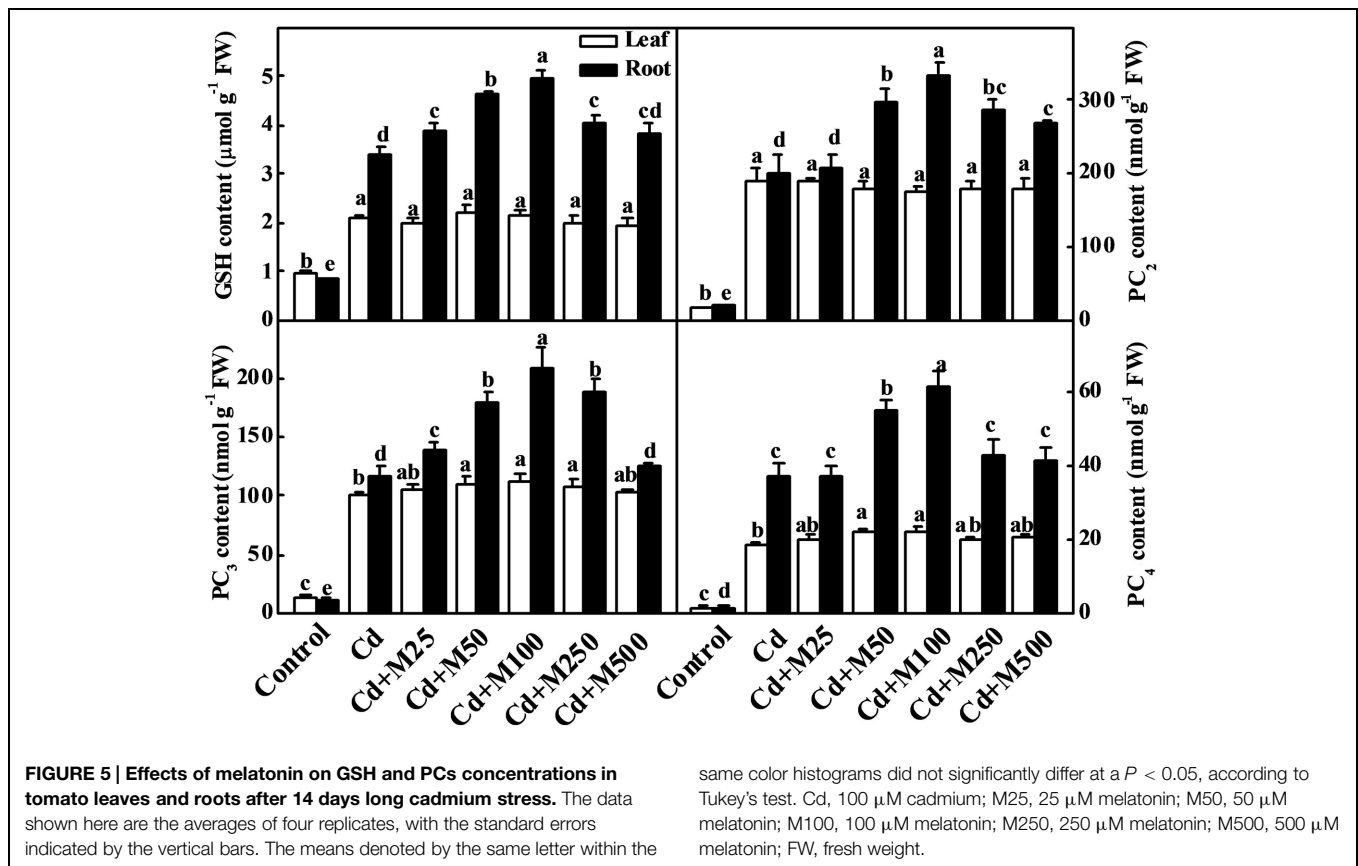 Leaf
Root
GSH content (µmol g⁻¹ FW)
5
4
3
2
1
0
b e a d a c a b a a a c a cd
PC₂ content (nmol g⁻¹ FW)
300
200
100
0
b e a d a d a b a a a bc a c
PC₃ content (nmol g⁻¹ FW)
200
150
100
50
0
c e b d ab c a b a a a b ab d
PC₄ content (nmol g⁻¹ FW)
60
40
20
0
c d b c ab c a b a a a b c ab c
Control
Cd
Cd+M25
Cd+M50
Cd+M100
Cd+M250
Cd+M500
Control
Cd
Cd+M25
Cd+M50
Cd+M100
Cd+M250
Cd+M500
FIGURE 5 | Effects of melatonin on GSH and PCs concentrations in
tomato leaves and roots after 14 days long cadmium stress. The data
shown here are the averages of four replicates, with the standard errors
indicated by the vertical bars. The means denoted by the same letter within the
same color histograms did not significantly differ at a P < 0.05, according to
Tukey's test. Cd, 100 µM cadmium; M25, 25 µM melatonin; M50, 50 µM
melatonin; M100, 100 µM melatonin; M250, 250 µM melatonin; M500, 500 µM
melatonin; FW, fresh weight.